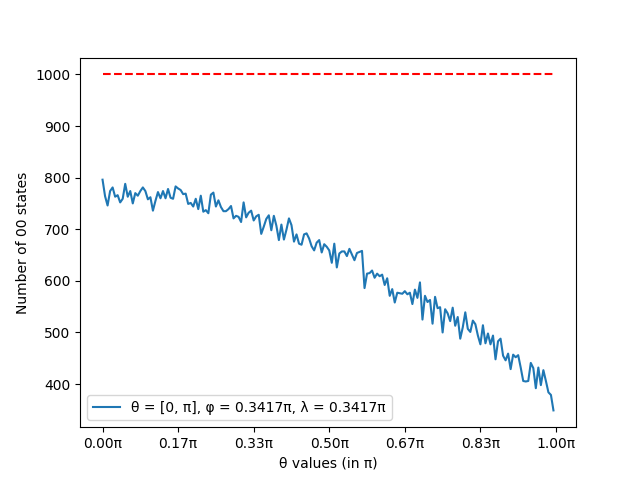 1000
900
800
700
600
500
400
Number of 00 states
θ = [0, π], φ = 0.3417π, λ = 0.3417π
0.00π 0.17π 0.33π 0.50π 0.67π 0.83π 1.00π
θ values (in π)